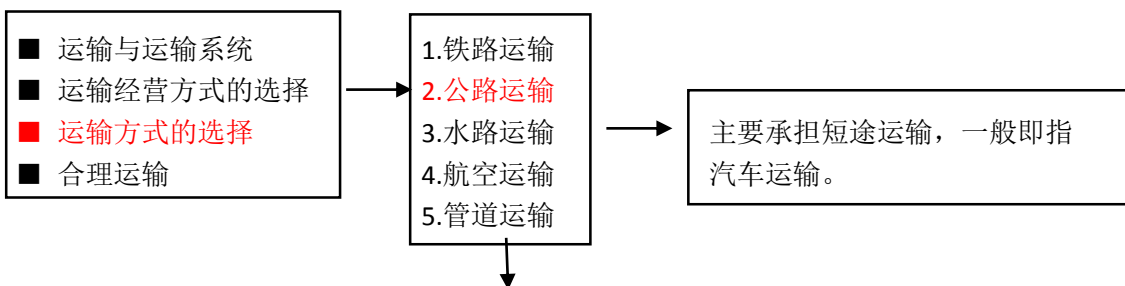 ■ 运输与运输系统
■ 运输经营方式的选择
■ 运输方式的选择
■ 合理运输
1.铁路运输
2.公路运输
3.水路运输
4.航空运输
5.管道运输
主要承担短途运输，一般即指
汽车运输。